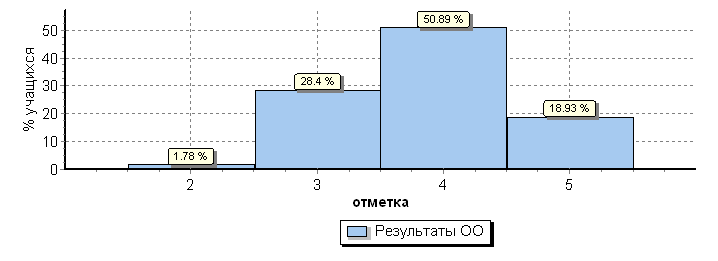 % учащихся
50
40
30
20
10
0
1.78 %
28.4 %
50.89 %
18.93 %
2 3 4 5
отметка
Результаты ОО